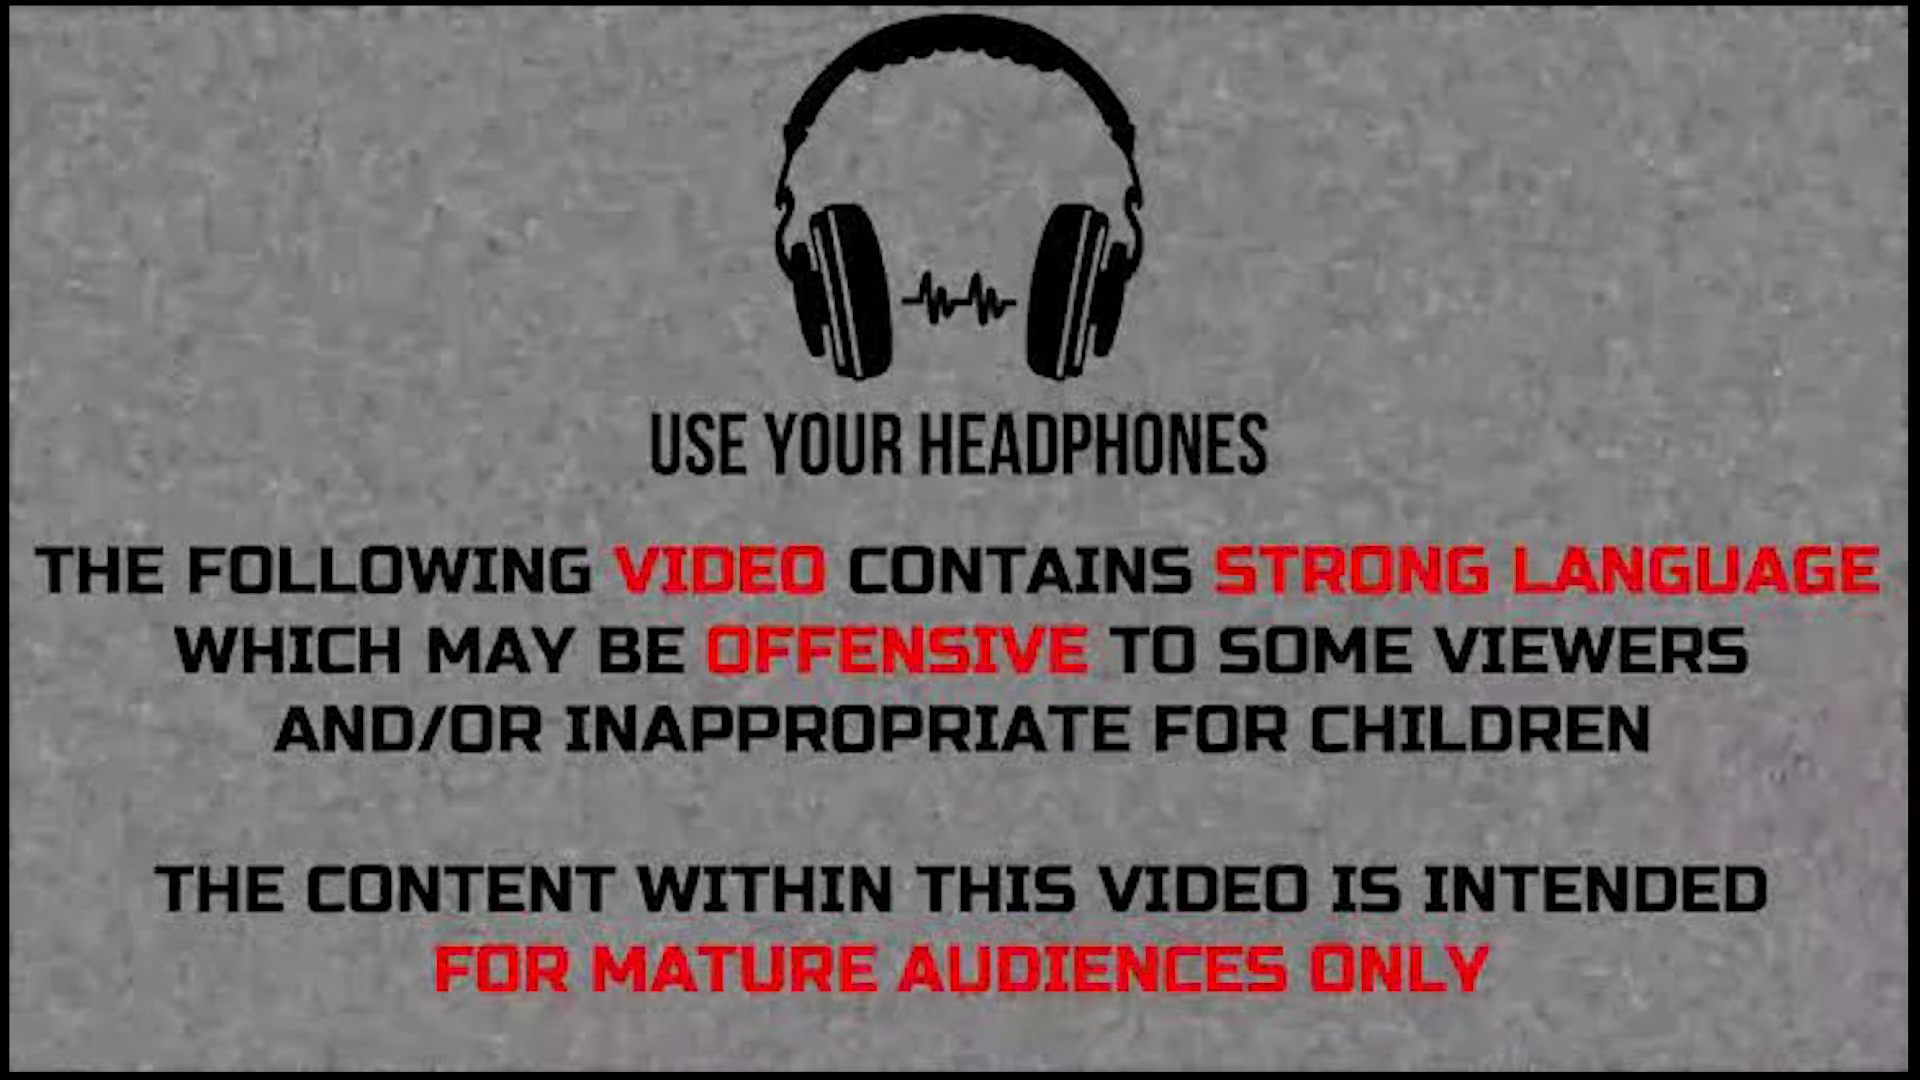 USE YOUR HEADPHONES
THE FOLLOWING VIDEO CONTAINS STRONG LANGUAGE
WHICH MAY BE OFFENSIVE TO SOME VIEWERS
AND/OR INAPPROPRIATE FOR CHILDREN
THE CONTENT WITHIN THIS VIDEO IS INTENDED
FOR MATURE AUDIENCES ONLY